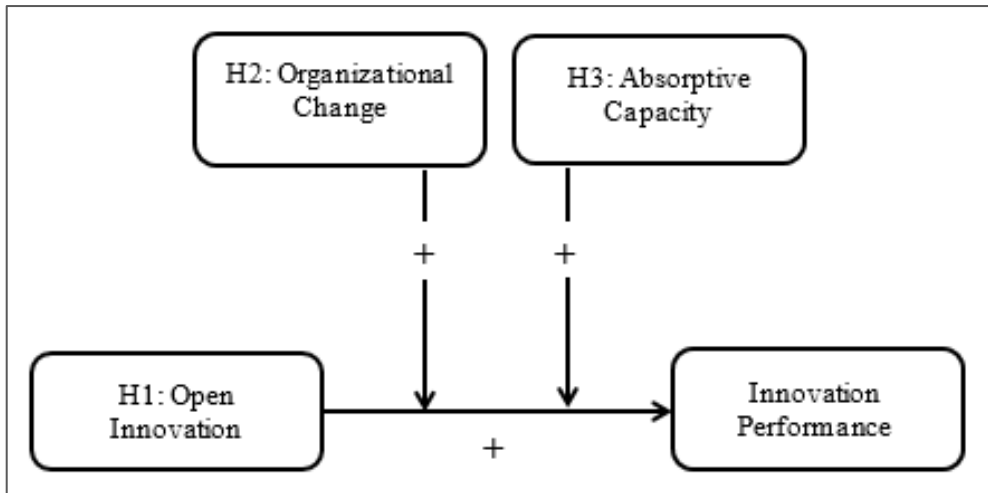 H2: Organizational
Change
H3: Absorptive
Capacity
+
+
H1: Open
Innovation
Innovation
Performance
+